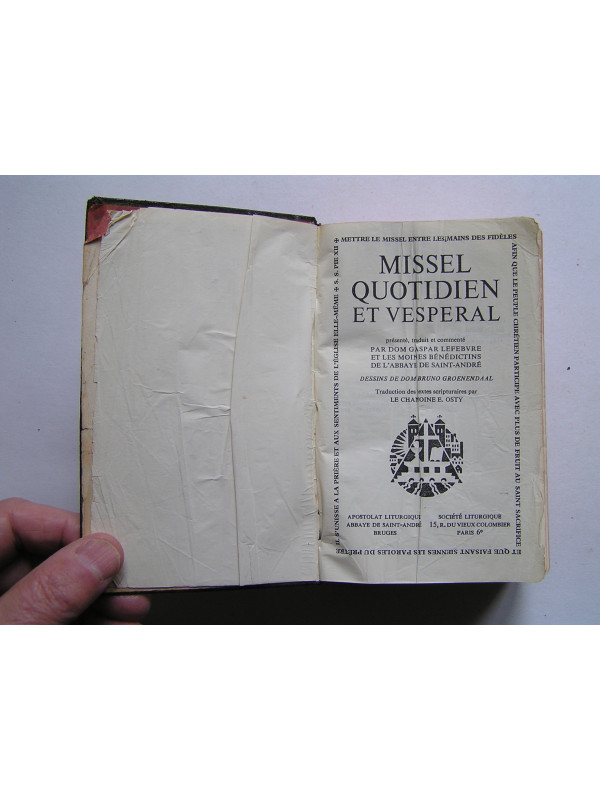 ✠ METTRE LE MISSEL ENTRE LES MAINS DES FIDÈLES
AFIN QUE LE PEUPLE CHRÉTIEN PARTICIPE AVEC PLUS DE FRUIT AU SAINT SACRIFICE
ET QUE FAISANT SIENNES LES PAROLES DU PRÊTRE
IL S'UNISSE A LA PRIÈRE ET AUX SENTIMENTS DE L'ÉGLISE ELLE-MÊME ✠ S. S. PIE XII
MISSEL
QUOTIDIEN
ET VESPERAL
présenté, traduit et commenté
PAR DOM GASPAR LEFEBVRE
ET LES MOINES BÉNÉDICTINS
DE L'ABBAYE DE SAINT-ANDRÉ
DESSINS DE DOM BRUNO GROENENDAAL
Traduction des textes scripturaires par
LE CHANOINE E. OSTY
APOSTOLAT LITURGIQUE
ABBAYE DE SAINT-ANDRÉ
BRUGES
SOCIÉTÉ LITURGIQUE
15, R. DU VIEUX COLOMBIER
PARIS 6e